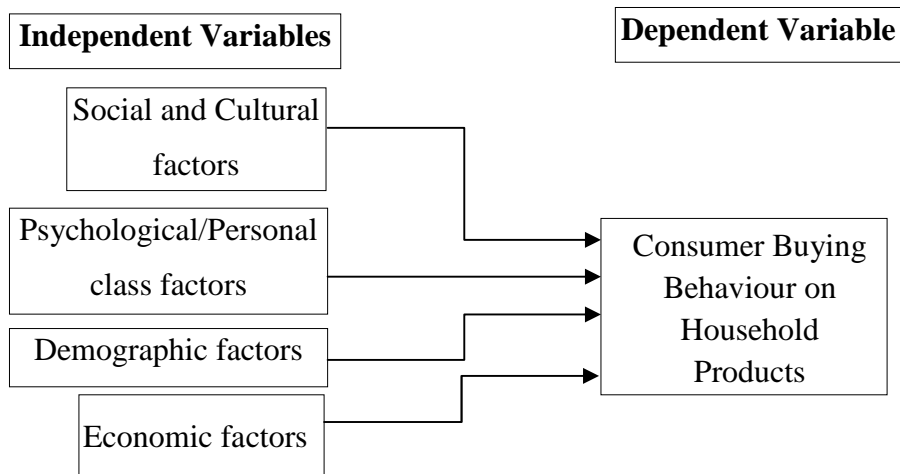 Independent Variables
Dependent Variable
Social and Cultural
factors
Psychological/Personal
class factors
Demographic factors
Economic factors
Consumer Buying
Behaviour on
Household
Products